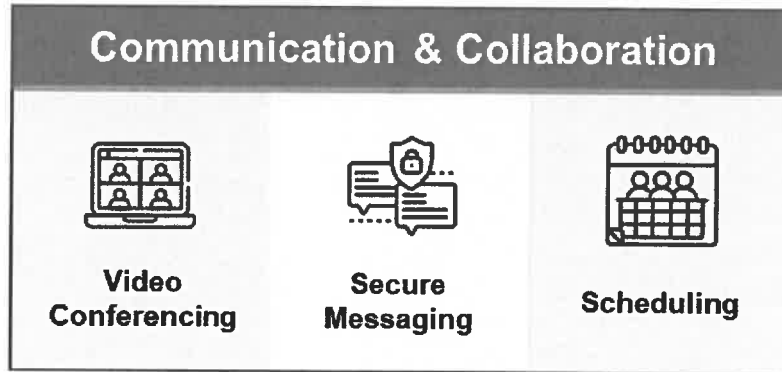 Communication & Collaboration
Video
Conferencing
Secure
Messaging
Scheduling